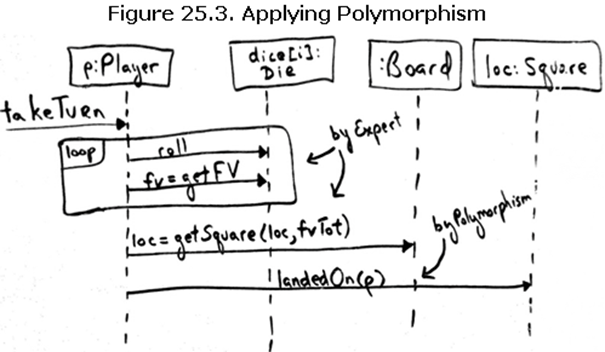 Figure 25.3. Applying Polymorphism
p:Player
dice[i]:
Die
:Board
loc: Square
takeTurn
loop
roll
fv=getFV
by Expert
loc=getSquare(loc,fvTot)
by Polymorphism
landedOn(p)